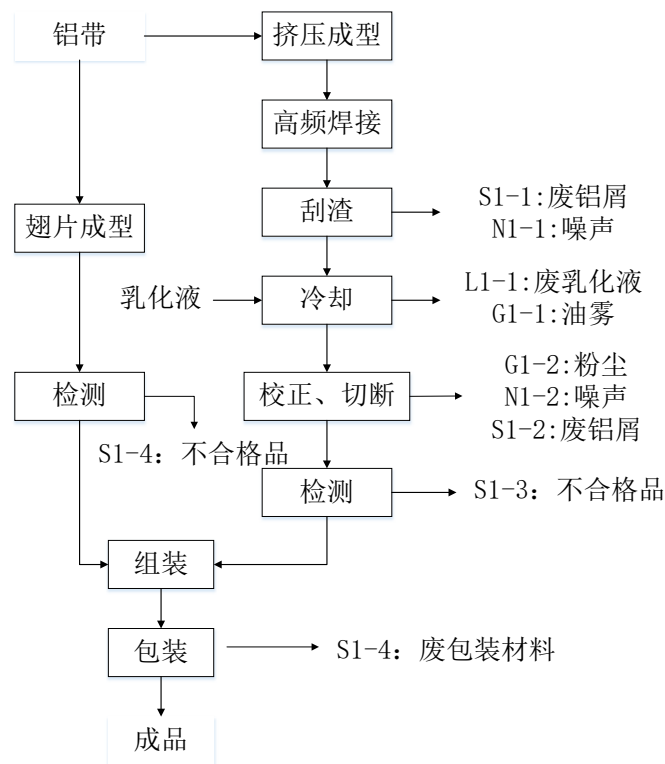 铝带
挤压成型
高频焊接
刮渣
S1-1:废铝屑
N1-1:噪声
翅片成型
乳化液
冷却
L1-1:废乳化液
G1-1:油雾
检测
校正、切断
G1-2:粉尘
N1-2:噪声
S1-2:废铝屑
S1-4：不合格品
检测
S1-3：不合格品
组装
包装
S1-4：废包装材料
成品